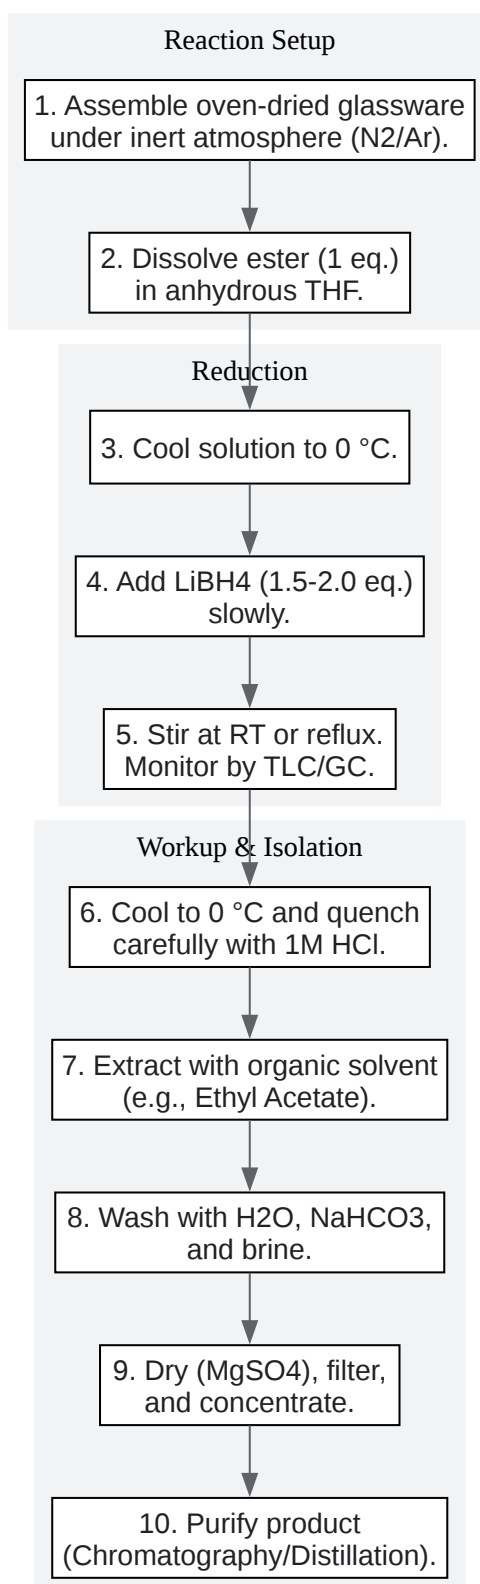 Reaction Setup
1. Assemble oven-dried glassware
under inert atmosphere (N2/Ar).
2. Dissolve ester (1 eq.)
in anhydrous THF.
Reduction
3. Cool solution to 0 °C.
4. Add LiBH4 (1.5-2.0 eq.)
slowly.
5. Stir at RT or reflux.
Monitor by TLC/GC.
Workup & Isolation
6. Cool to 0 °C and quench
carefully with 1M HCl.
7. Extract with organic solvent
(e.g., Ethyl Acetate).
8. Wash with H2O, NaHCO3,
and brine.
9. Dry (MgSO4), filter,
and concentrate.
10. Purify product
(Chromatography/Distillation).